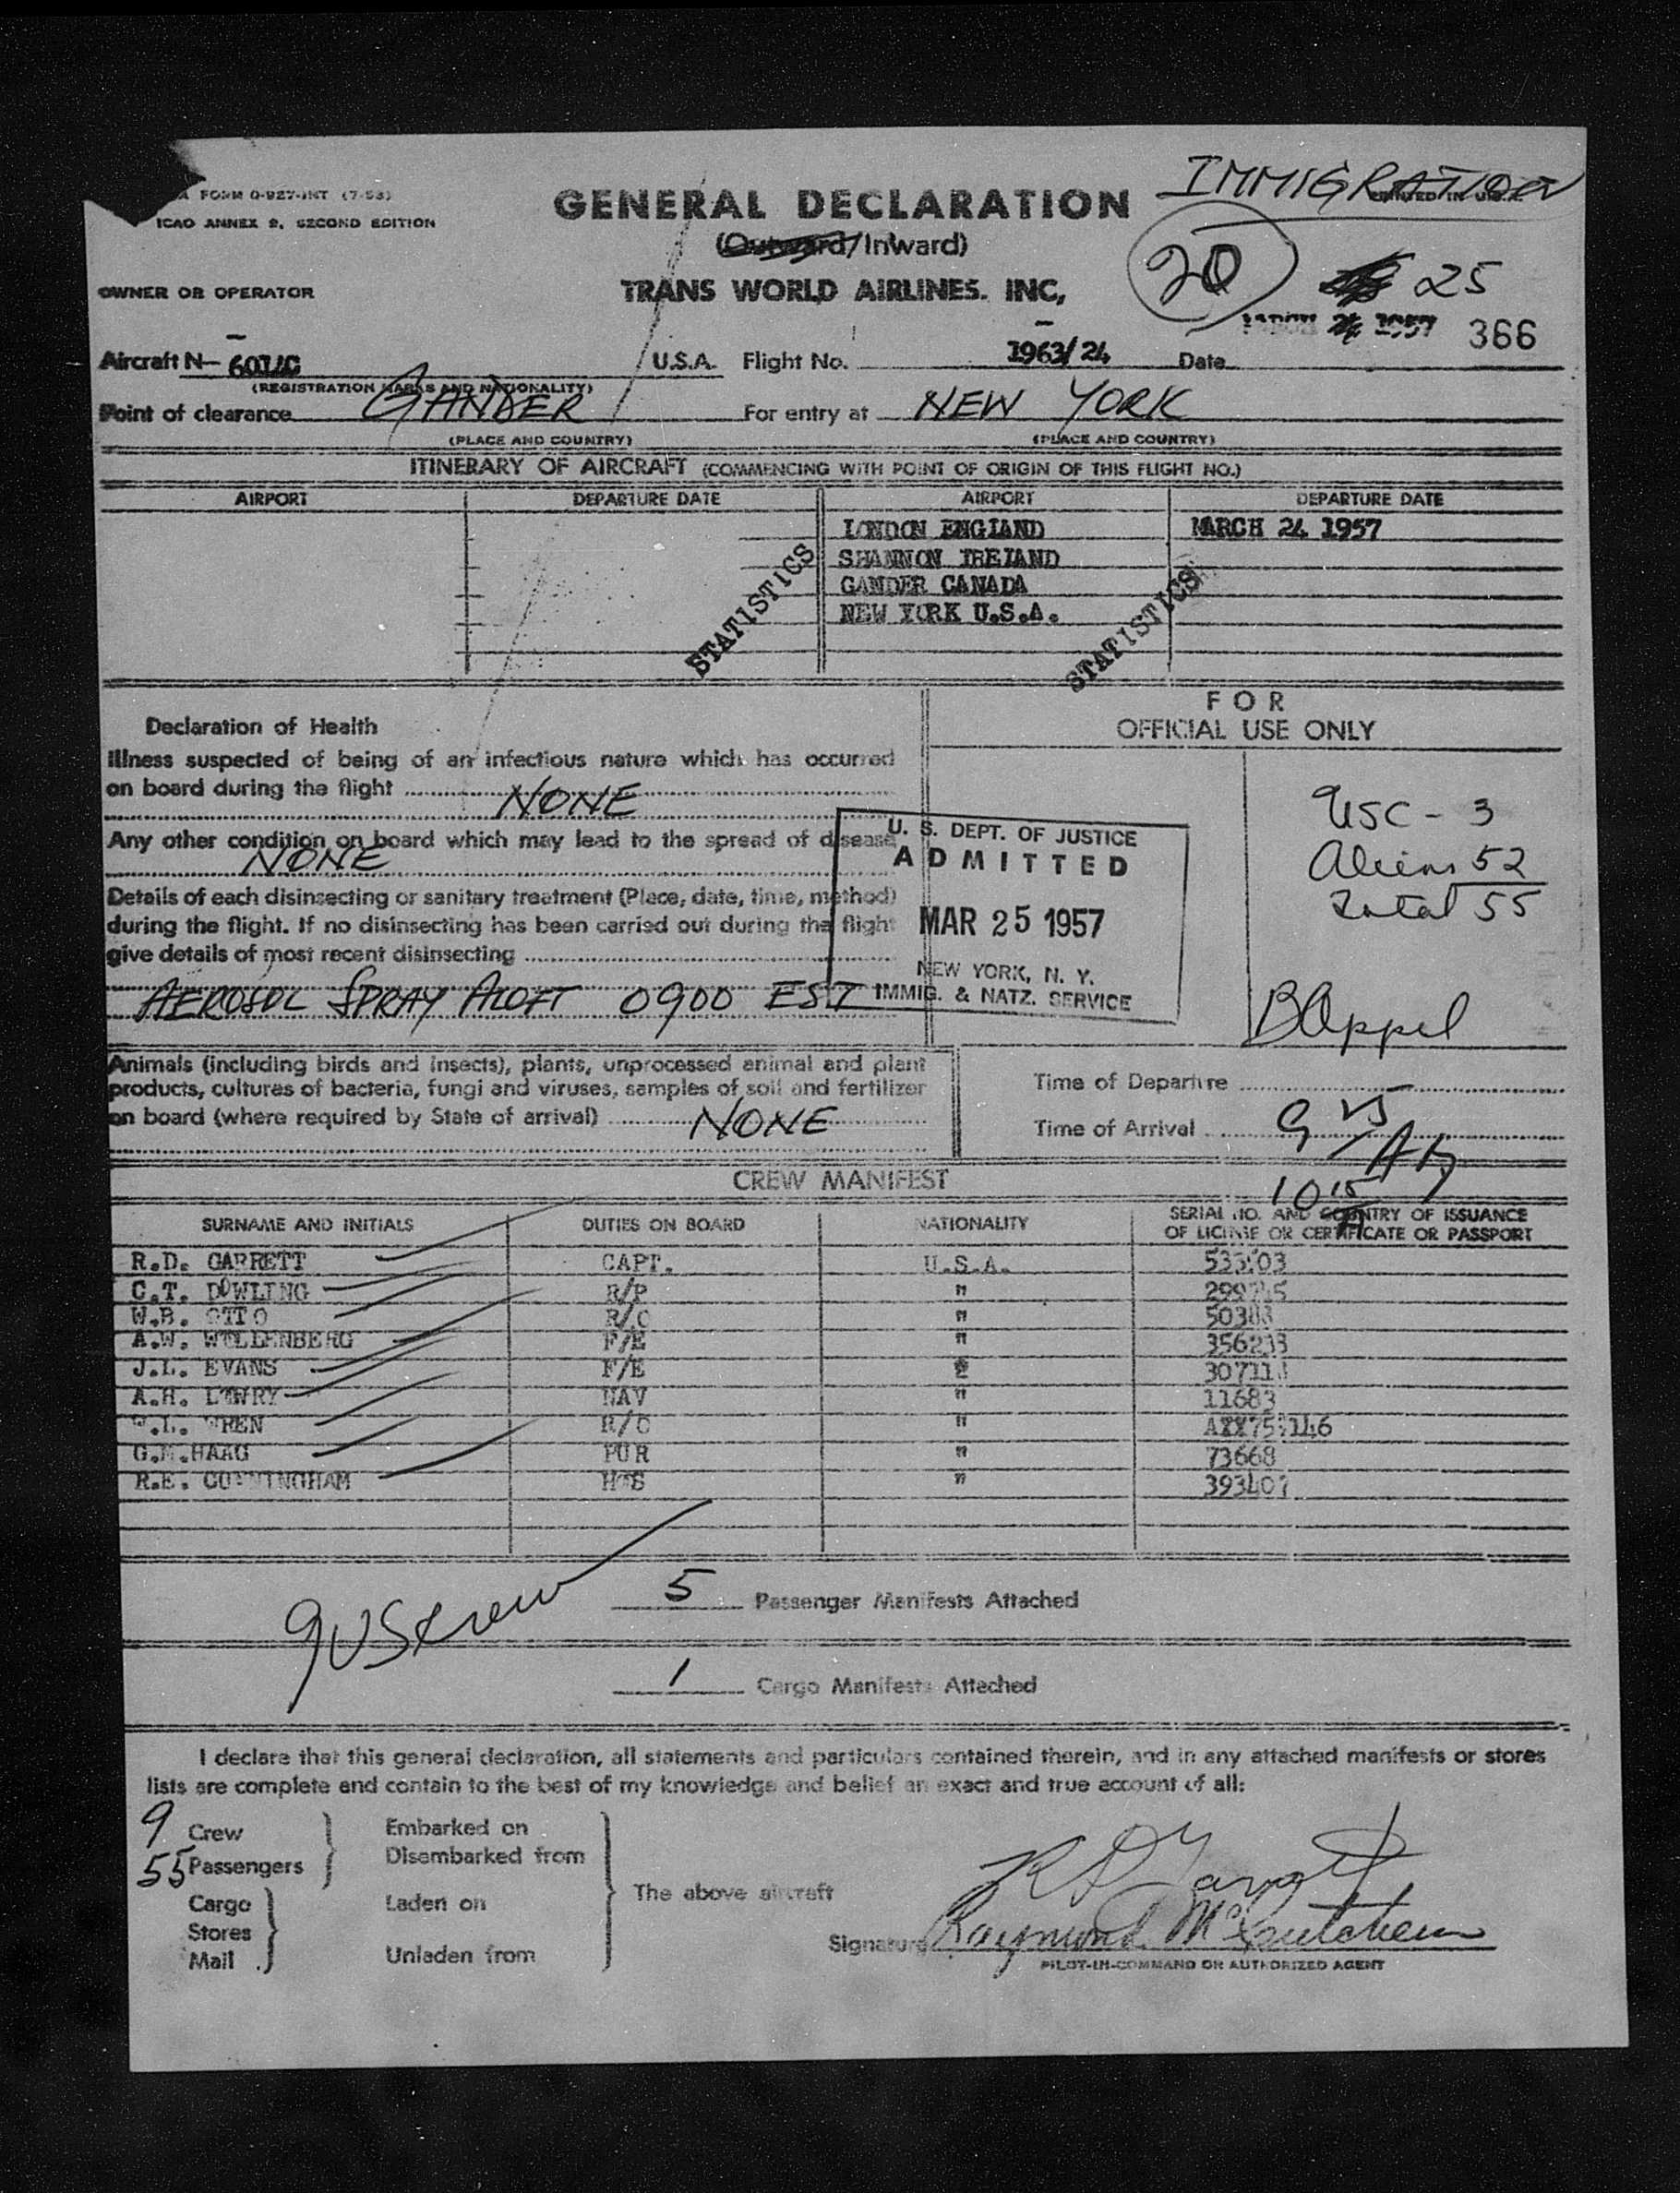 FORM O-927-INT (7-53)
ICAO ANNEX 9, SECOND EDITION
GENERAL DECLARATION
(Outward/Inward)
IMMIGRATION
PRINTED IN U.S.A.
20
25
OWNER OR OPERATOR
TRANS WORLD AIRLINES. INC,
MARCH 24 1957 366
Aircraft N- U.S.A. Flight No. 1963/24 Date
(REGISTRATION MARKS AND NATIONALITY)
Point of clearance GANDER For entry at NEW YORK
(PLACE AND COUNTRY) (PLACE AND COUNTRY)
ITINERARY OF AIRCRAFT (COMMENCING WITH POINT OF ORIGIN OF THIS FLIGHT NO.)
AIRPORT DEPARTURE DATE AIRPORT DEPARTURE DATE
LONDON ENGLAND MARCH 24 1957
SHANNON IRELAND
GANDER CANADA
NEW YORK U.S.A.
STATISTICS STATISTICS
FOR
OFFICIAL USE ONLY
Declaration of Health
Illness suspected of being of an infectious nature which has occurred
on board during the flight NONE
Any other condition on board which may lead to the spread of disease
NONE
Details of each disinsecting or sanitary treatment (Place, date, time, method)
during the flight. If no disinsecting has been carried out during the flight
give details of most recent disinsecting
AEROSOL SPRAY ALOFT 0900 EST
U. S. DEPT. OF JUSTICE
ADMITTED
MAR 25 1957
NEW YORK, N. Y.
IMMIG. & NATZ. SERVICE
USC - 3
Aliens 52
Total 55
BAppel
Animals (including birds and insects), plants, unprocessed animal and plant
products, cultures of bacteria, fungi and viruses, samples of soil and fertilizer
on board (where required by State of arrival) NONE
Time of Departure
Time of Arrival
10 15
CREW MANIFEST
SURNAME AND INITIALS DUTIES ON BOARD NATIONALITY SERIAL NO. AND COUNTRY OF ISSUANCE
OF LICENSE OR CERTIFICATE OR PASSPORT
R.D. GARRETT CAPT. U.S.A.
C.T. DOWLING R/P "
W.B. OTTO R/O "
A.W. WOLLENBERG F/E "
J.L. EVANS F/E
A.H. LOWRY NAV " 11683
W.L. WREN R/O "
G.M.HAAG PUR " 73668
R.E. CUNNINGHAM "
9 US crew
5 Passenger Manifests Attached
1 Cargo Manifests Attached
I declare that this general declaration, all statements and particulars contained therein, and in any attached manifests or stores
lists are complete and contain to the best of my knowledge and belief an exact and true account of all:
9 Crew
55 Passengers
Cargo
Stores
Mail
Embarked on
Disembarked from
Laden on
Unladen from
The above aircraft
R D Garrett
Signature Raymond McCutcheon
PILOT-IN-COMMAND OR AUTHORIZED AGENT